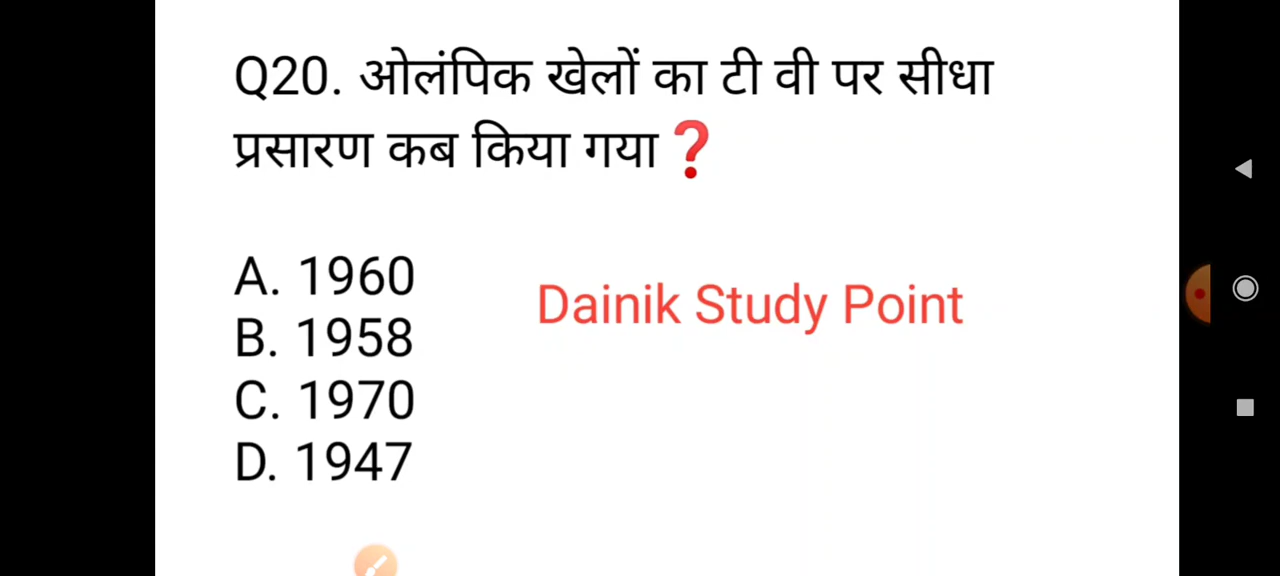 Q20. ओलंपिक खेलों का टी वी पर सीधा
प्रसारण कब किया गया❓
A. 1960
B. 1958
C. 1970
D. 1947
Dainik Study Point